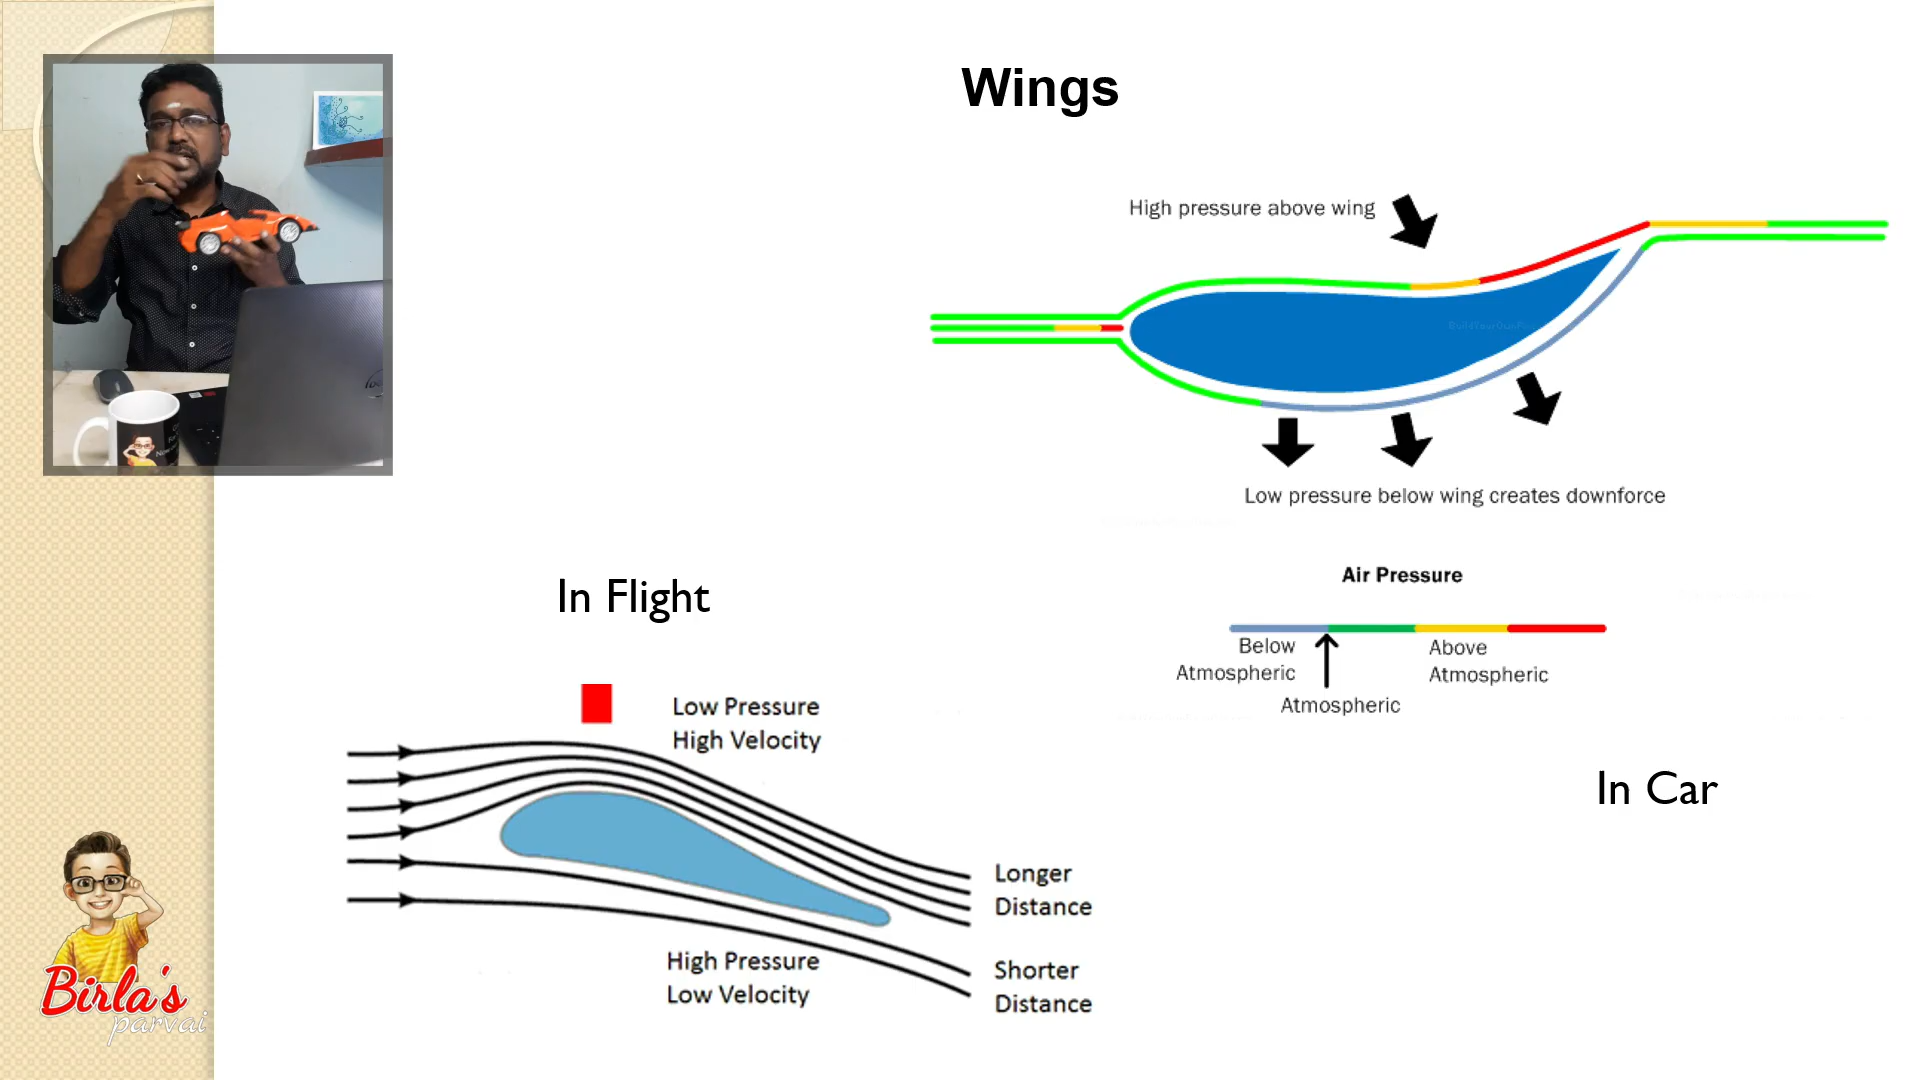 Wings
High pressure above wing
Low pressure below wing creates downforce
Air Pressure
Below
Atmospheric
Above
Atmospheric
Atmospheric
In Flight
In Car
Low Pressure
High Velocity
Longer
Distance
High Pressure
Low Velocity
Shorter
Distance
Birla's
parvai